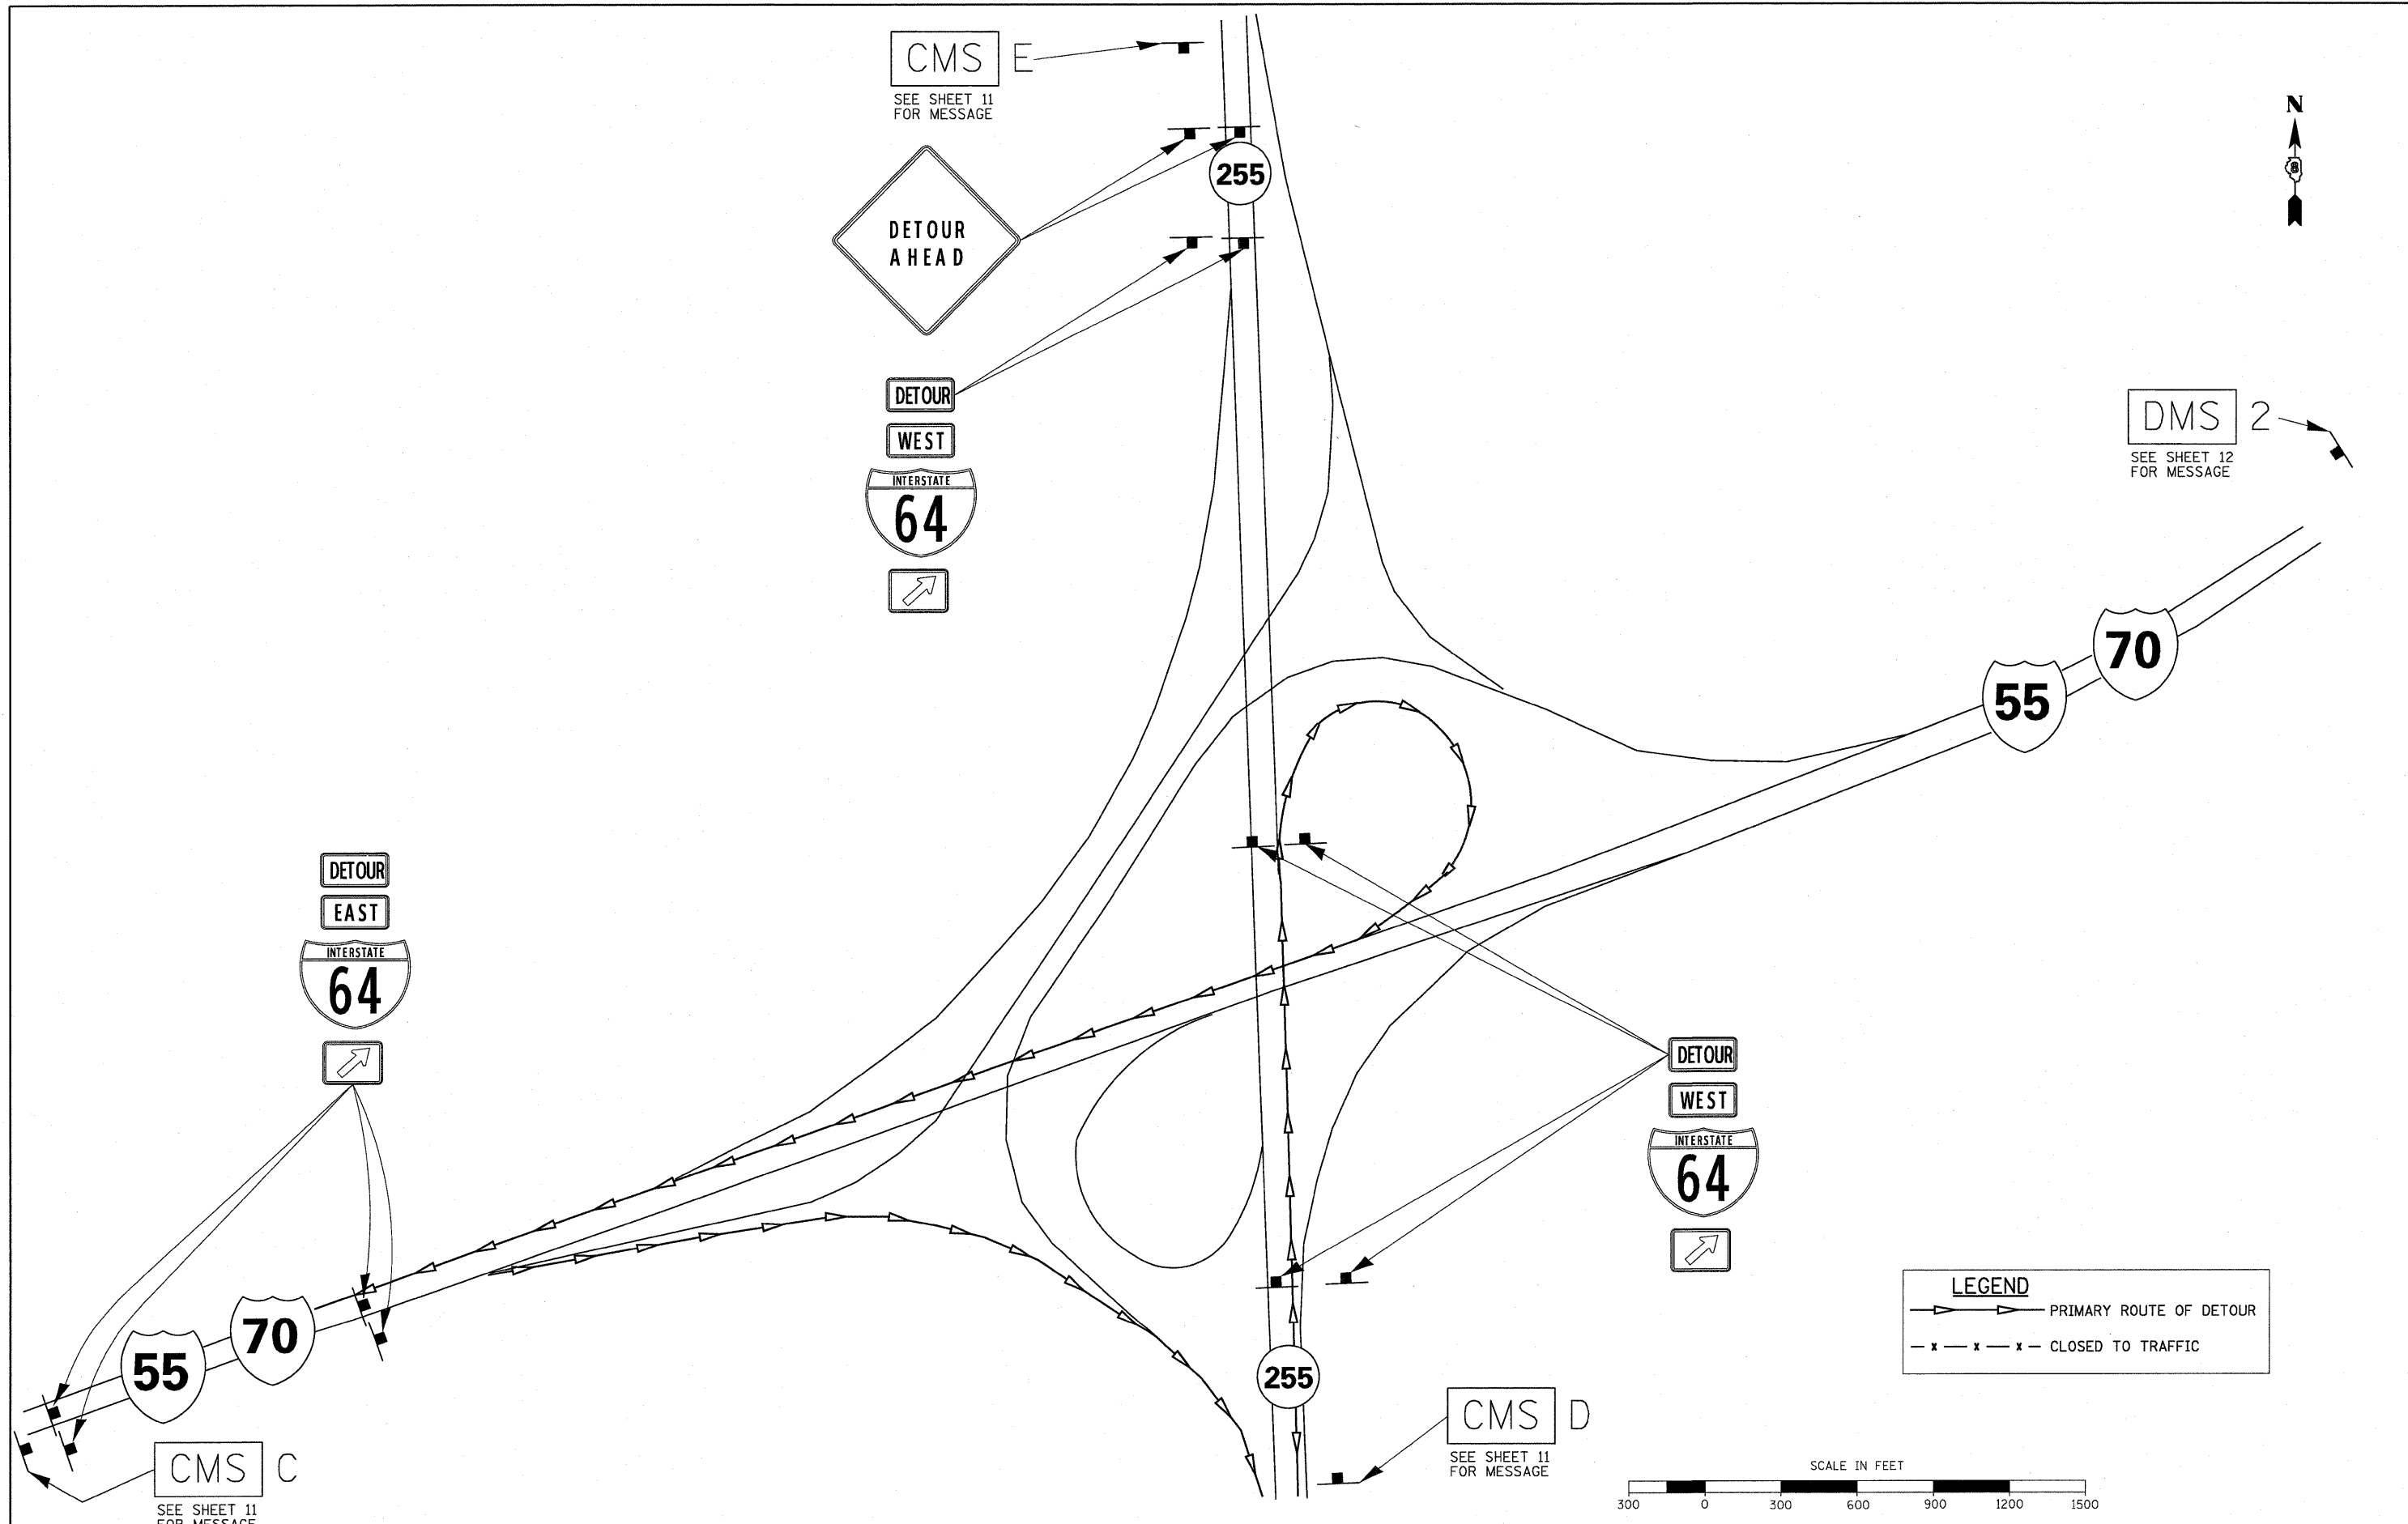 CMS E
SEE SHEET 11
FOR MESSAGE
N
255
DETOUR
AHEAD
DETOUR
WEST
INTERSTATE
64
DMS 2
SEE SHEET 12
FOR MESSAGE
70
55
DETOUR
EAST
INTERSTATE
64
DETOUR
WEST
INTERSTATE
64
LEGEND
PRIMARY ROUTE OF DETOUR
x x x CLOSED TO TRAFFIC
70
55
255
CMS D
SEE SHEET 11
FOR MESSAGE
CMS C
SEE SHEET 11
FOR MESSAGE
SCALE IN FEET
300 0 300 600 900 1200 1500